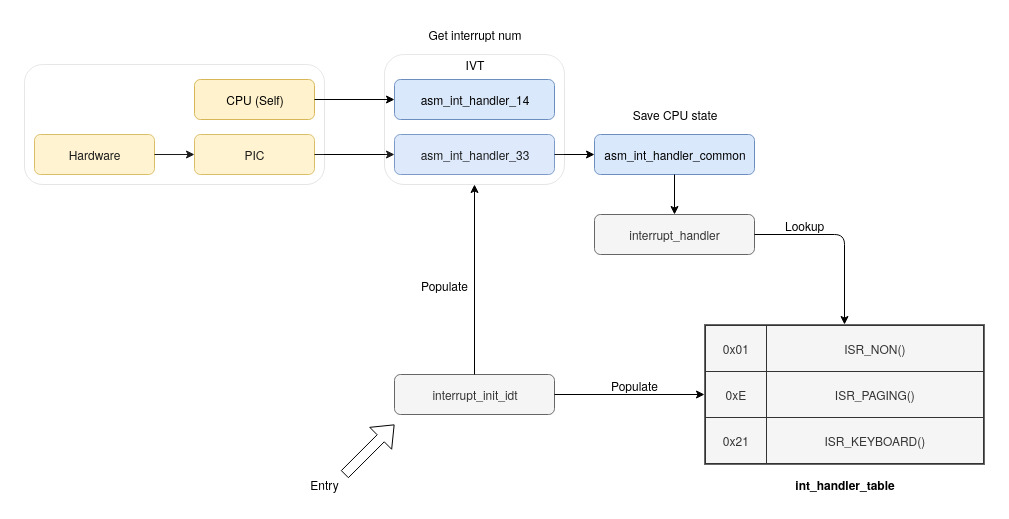 Get interrupt num
IVT
CPU (Self)
asm_int_handler_14
Save CPU state
Hardware
PIC
asm_int_handler_33
asm_int_handler_common
interrupt_handler
Lookup
Populate
0x01
ISR_NON()
interrupt_init_idt
Populate
0xE
ISR_PAGING()
0x21
ISR_KEYBOARD()
Entry
int_handler_table